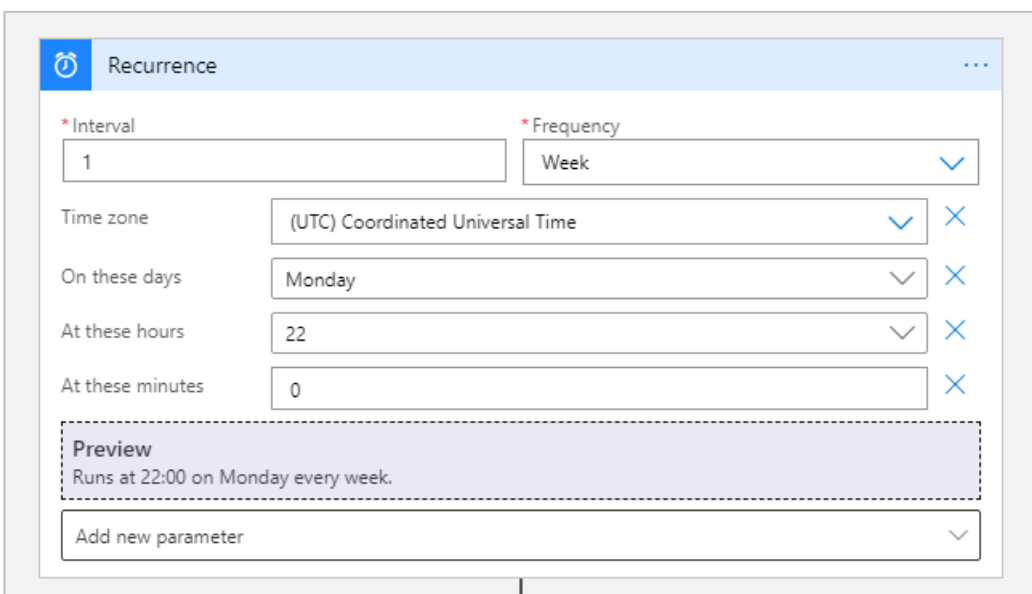 Recurrence
* Interval
* Frequency
1
Week
Time zone
(UTC) Coordinated Universal Time
On these days
Monday
At these hours
22
At these minutes
0
Preview
Runs at 22:00 on Monday every week.
Add new parameter